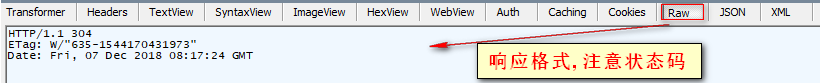 Transformer Headers TextView SyntaxView ImageView HexView WebView Auth Caching Cookies Raw JSON XML
HTTP/1.1 304
ETag: W/"635-1544170431973"
Date: Fri, 07 Dec 2018 08:17:24 GMT
响应格式,注意状态码